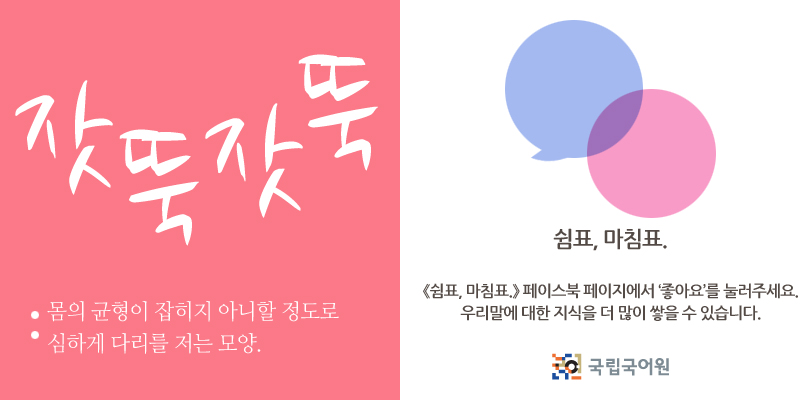 잣뚝잣뚝
: 몸의 균형이 잡히지 아니할 정도로
심하게 다리를 저는 모양.
쉼표, 마침표.
《쉼표, 마침표.》 페이스북 페이지에서 '좋아요'를 눌러주세요.
우리말에 대한 지식을 더 많이 쌓을 수 있습니다.
국립국어원